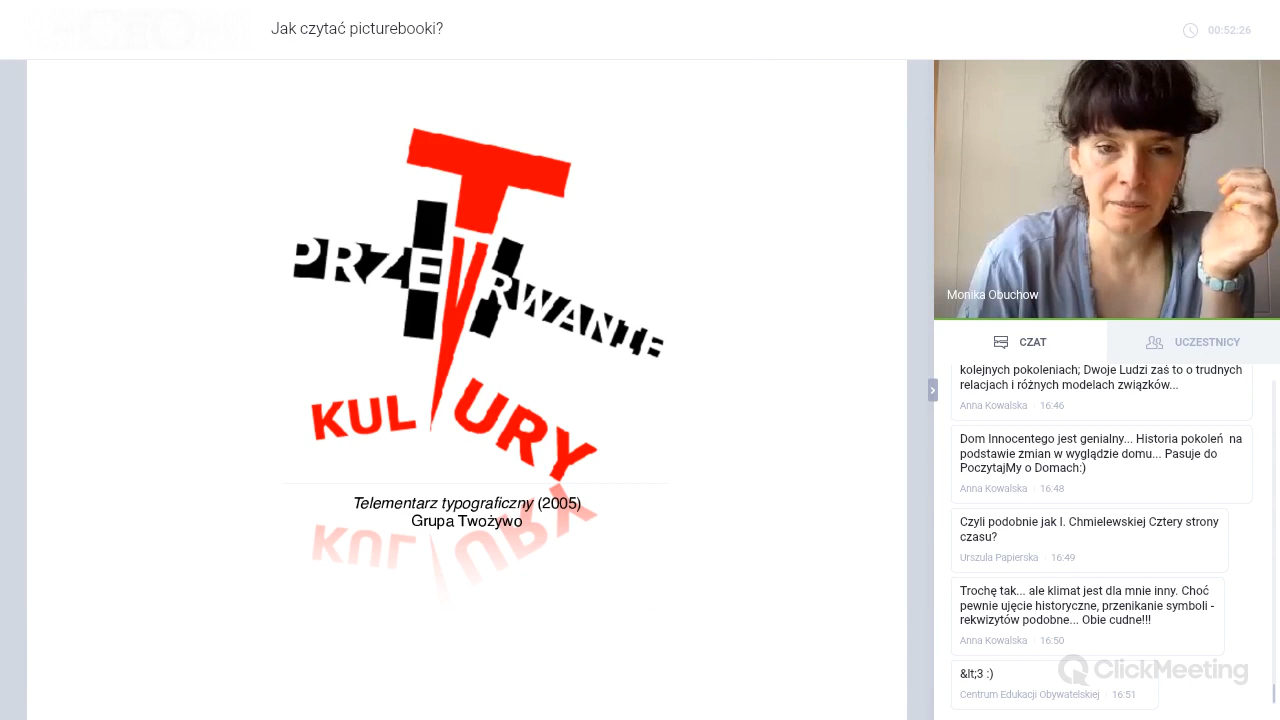 Jak czytać picturebooki?
00:52:26
T
PRZETRWANIE
KULTURY
Telementarz typograficzny (2005)
Grupa Twożywo
Monika Obuchow
CZAT
UCZESTNICY
kolejnych pokoleniach; Dwoje Ludzi zaś to o trudnych
relacjach i różnych modelach związków...
Anna Kowalska · 16:46
Dom Innocentego jest genialny... Historia pokoleń na
podstawie zmian w wyglądzie domu... Pasuje do
PoczytajMy o Domach:)
Anna Kowalska · 16:48
Czyli podobnie jak I. Chmielewskiej Cztery strony
czasu?
Urszula Papierska · 16:49
Trochę tak... ale klimat jest dla mnie inny. Choć
pewnie ujęcie historyczne, przenikanie symboli -
rekwizytów podobne... Obie cudne!!!
Anna Kowalska · 16:50
&lt;3 :)
Centrum Edukacji Obywatelskiej · 16:51
ClickMeeting